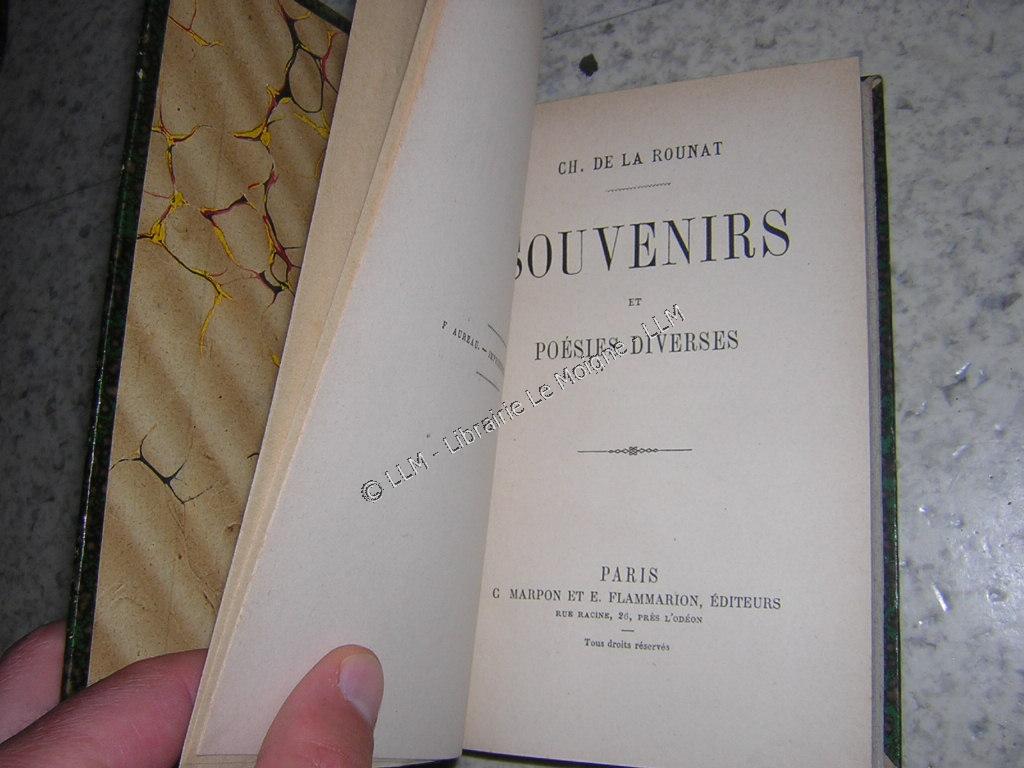 F. AUREAU. —
CH. DE LA ROUNAT
SOUVENIRS
ET
POÉSIES DIVERSES
PARIS
C MARPON ET E. FLAMMARION, ÉDITEURS
RUE RACINE, 26, PRÈS L'ODÉON
Tous droits réservés
© LLM - Librairie Le Moigne - LLM